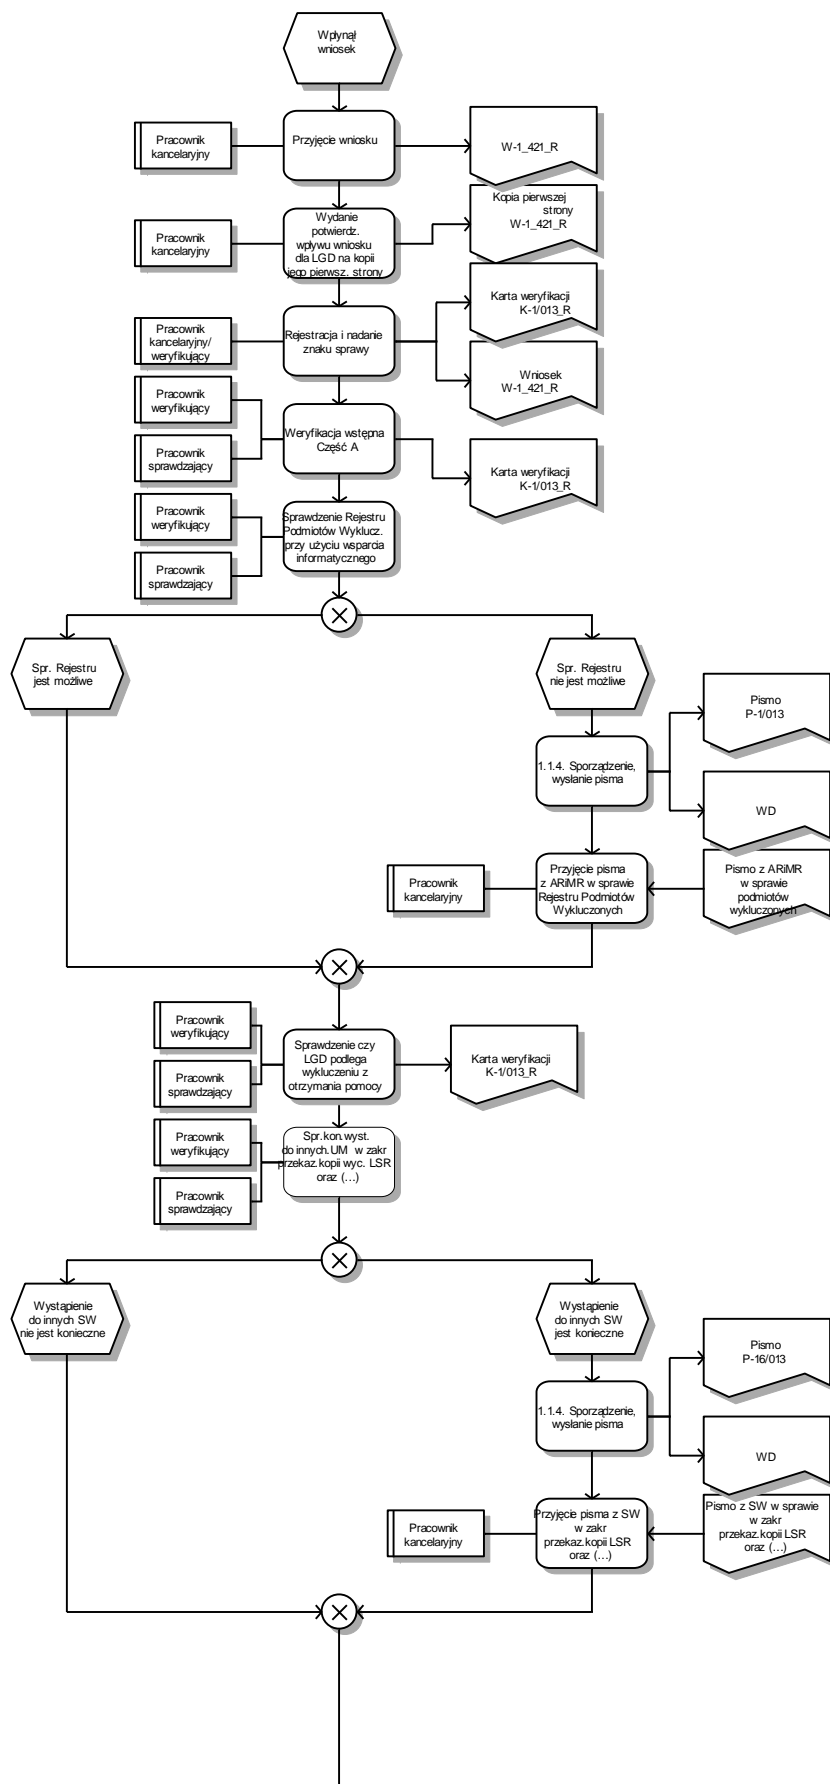 Wpłynął
wniosek
Pracownik
kancelaryjny
Przyjęcie wniosku
W-1_421_R
Pracownik
kancelaryjny
Wydanie
potwierdz.
wpływu wniosku
dla LGD na kopii
jego pierwsz. strony
Kopia pierwszej
strony
W-1_421_R
Pracownik
kancelaryjny/
weryfikujący
Rejestracja i nadanie
znaku sprawy
Karta weryfikacji
K-1/013_R
Wniosek
W-1_421_R
Pracownik
weryfikujący
Pracownik
sprawdzający
Weryfikacja wstępna
Część A
Karta weryfikacji
K-1/013_R
Pracownik
weryfikujący
Pracownik
sprawdzający
Sprawdzenie Rejestru
Podmiotów Wyklucz.
przy użyciu wsparcia
informatycznego
Spr. Rejestru
jest możliwe
Spr. Rejestru
nie jest możliwe
1.1.4. Sporządzenie,
wysłanie pisma
Pismo
P-1/013
WD
Pracownik
kancelaryjny
Przyjęcie pisma
z ARiMR w sprawie
Rejestru Podmiotów
Wykluczonych
Pismo z ARiMR
w sprawie
podmiotów
wykluczonych
Pracownik
weryfikujący
Pracownik
sprawdzający
Sprawdzenie czy
LGD podlega
wykluczeniu z
otrzymania pomocy
Karta weryfikacji
K-1/013_R
Pracownik
weryfikujący
Pracownik
sprawdzający
Spr.kon.wyst.
do innych.UM w zakr
przekaz.kopii wyc. LSR
oraz (...)
Wystąpienie
do innych SW
nie jest konieczne
Wystąpienie
do innych SW
jest konieczne
1.1.4. Sporządzenie,
wysłanie pisma
Pismo
P-16/013
WD
Pracownik
kancelaryjny
Przyjęcie pisma z SW
w zakr
przekaz.kopii LSR
oraz (...)
Pismo z SW w sprawie
w zakr
przekaz.kopii LSR
oraz (...)